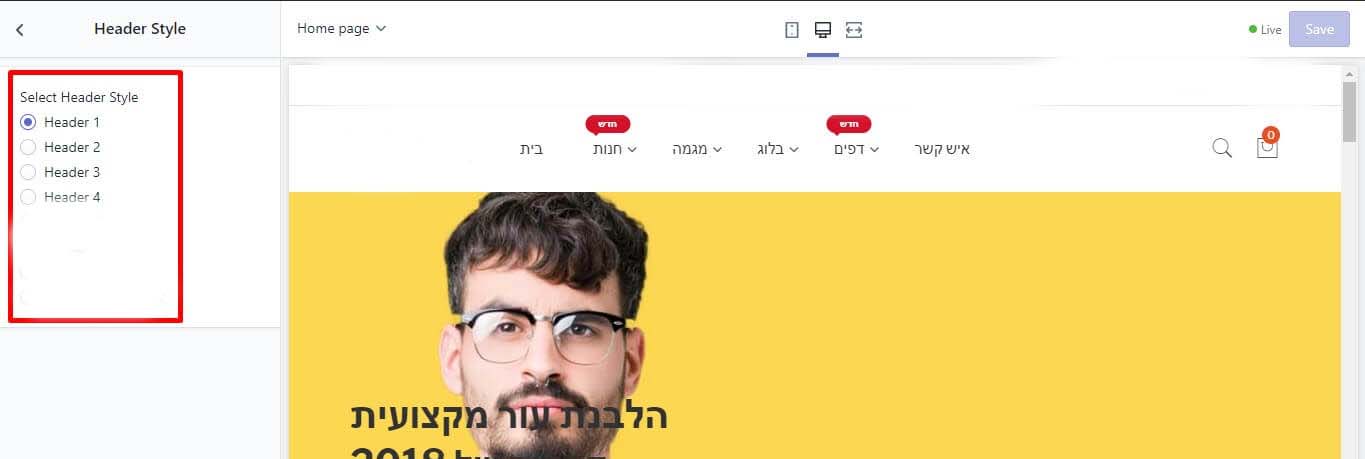 Header Style
Home page
Live
Save
Select Header Style
Header 1
Header 2
Header 3
Header 4
חדש
חדש
בית
חנות
מגמה
בלוג
דפים
איש קשר
0
הלבנת עור מקצועית
2018